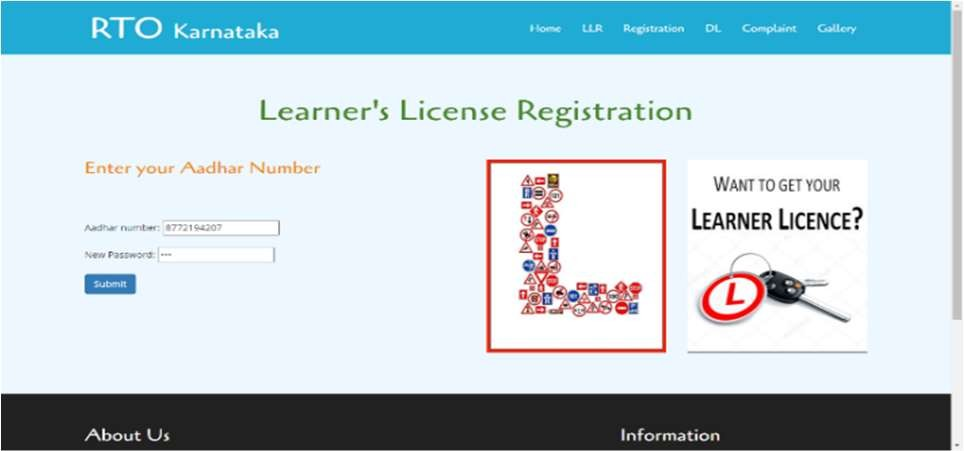 RTO Karnataka
Home LLR Registration DL Complaint Gallery
Learner's License Registration
Enter your Aadhar Number
Aadhar number: 8772194207
New Password: ---
Submit
WANT TO GET YOUR
LEARNER LICENCE?
L
About Us
Information